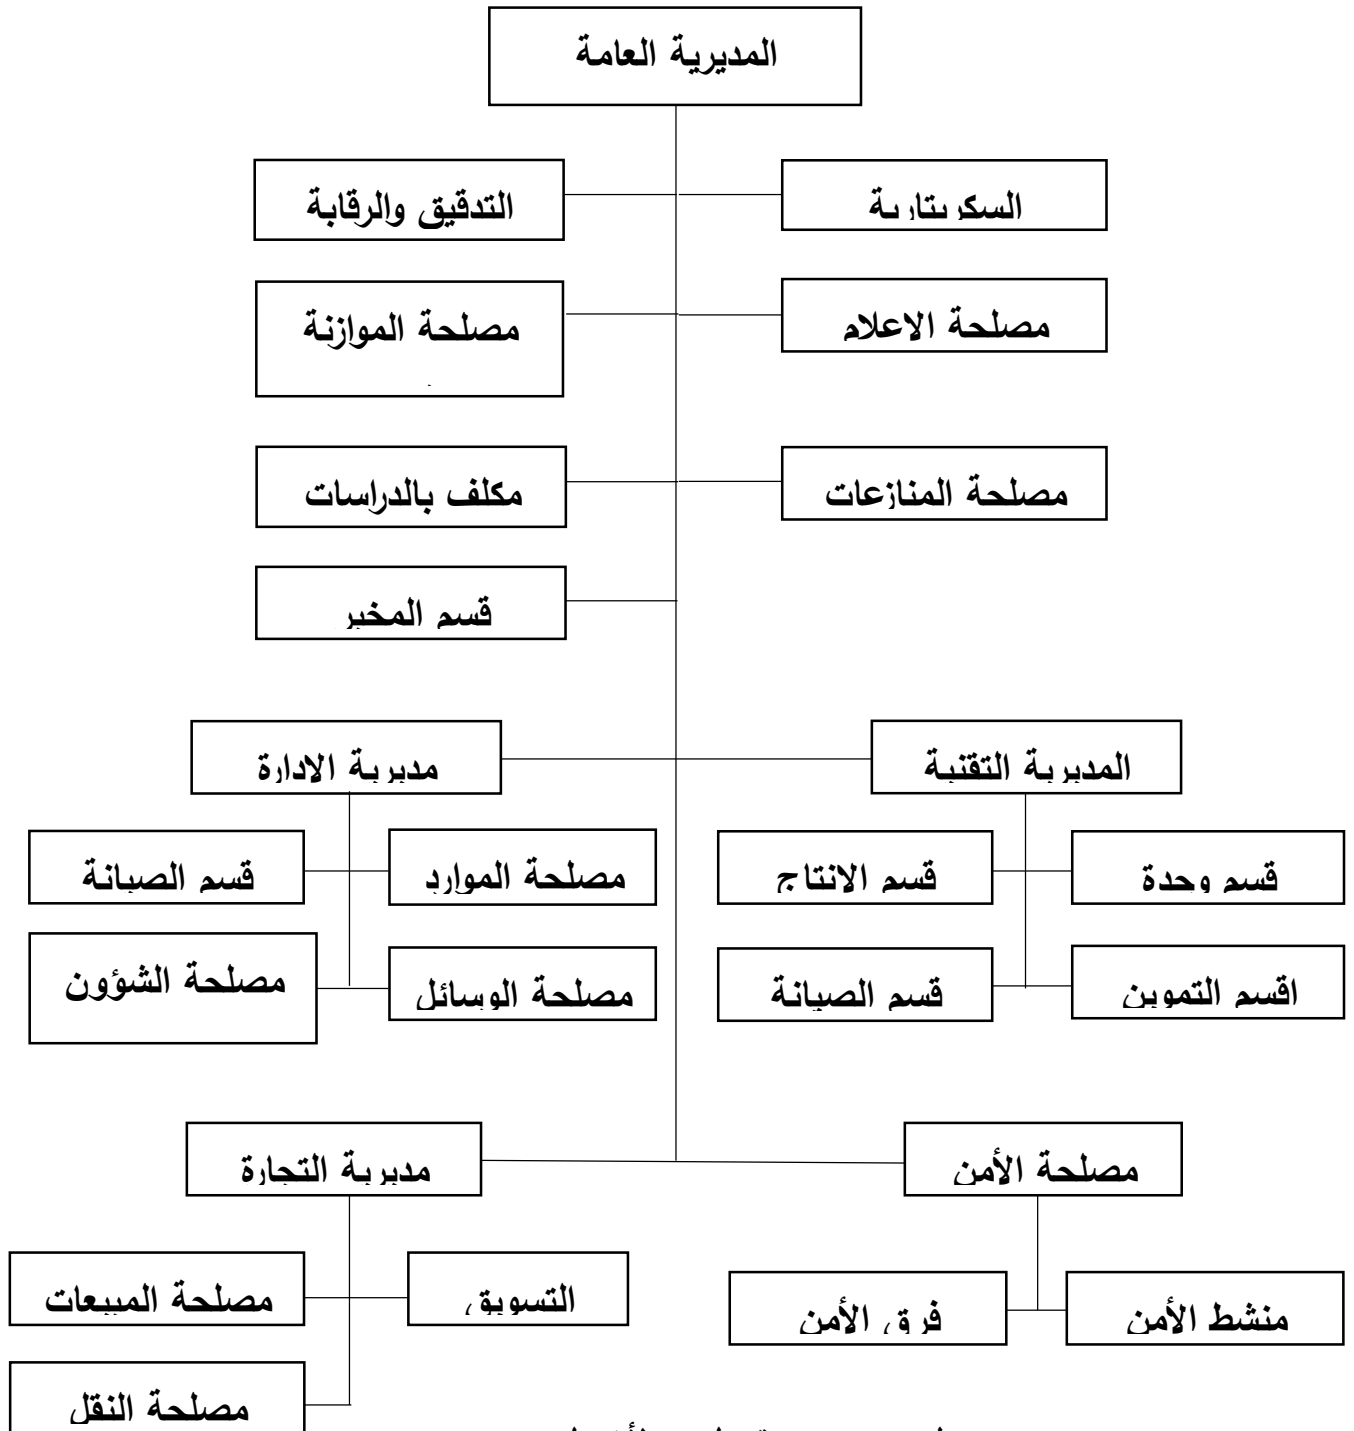 المديرية العامة
السكريتارية
التدقيق والرقابة
مصلحة الاعلام
مصلحة الموازنة
مصلحة المنازعات
مكلف بالدراسات
قسم المخبر
المديرية التقنية
مديرية الادارة
قسم وحدة
قسم الانتاج
مصلحة الموارد
قسم الصيانة
اقسم التموين
قسم الصيانة
مصلحة الوسائل
مصلحة الشؤون
مصلحة الأمن
مديرية التجارة
منشط الأمن
فرق الأمن
التسويق
مصلحة المبيعات
مصلحة النقل